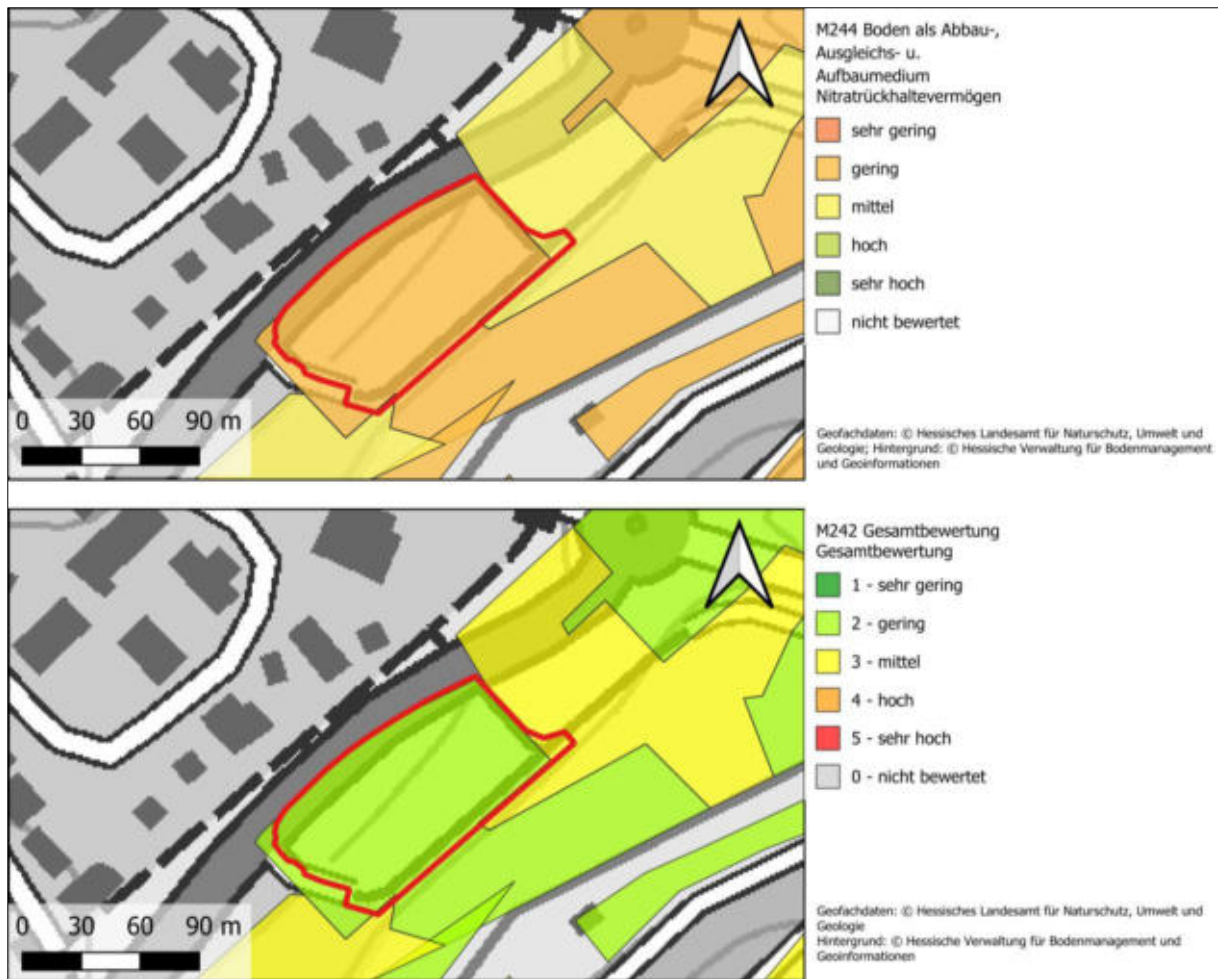 M244 Boden als Abbau-,
Ausgleichs- u.
Aufbaumedium
Nitratrückhaltevermögen
sehr gering
gering
mittel
hoch
sehr hoch
nicht bewertet
0 30 60 90 m
Geofachdaten: © Hessisches Landesamt für Naturschutz, Umwelt und
Geologie; Hintergrund: © Hessische Verwaltung für Bodenmanagement
und Geoinformationen
M242 Gesamtbewertung
Gesamtbewertung
1 - sehr gering
2 - gering
3 - mittel
4 - hoch
5 - sehr hoch
0 - nicht bewertet
0 30 60 90 m
Geofachdaten: © Hessisches Landesamt für Naturschutz, Umwelt und
Geologie
Hintergrund: © Hessische Verwaltung für Bodenmanagement und
Geoinformationen